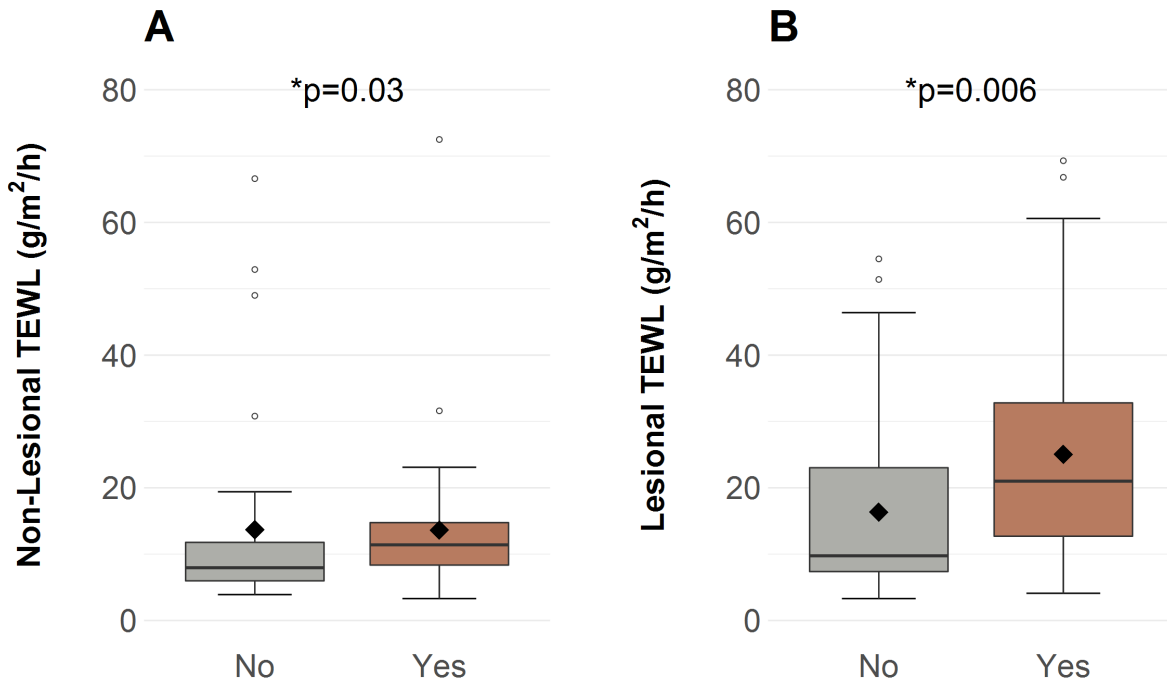 A
*p=0.03
80
60
40
20
0
Non-Lesional TEWL (g/m²/h)
No Yes
B
*p=0.006
80
60
40
20
0
Lesional TEWL (g/m²/h)
No Yes